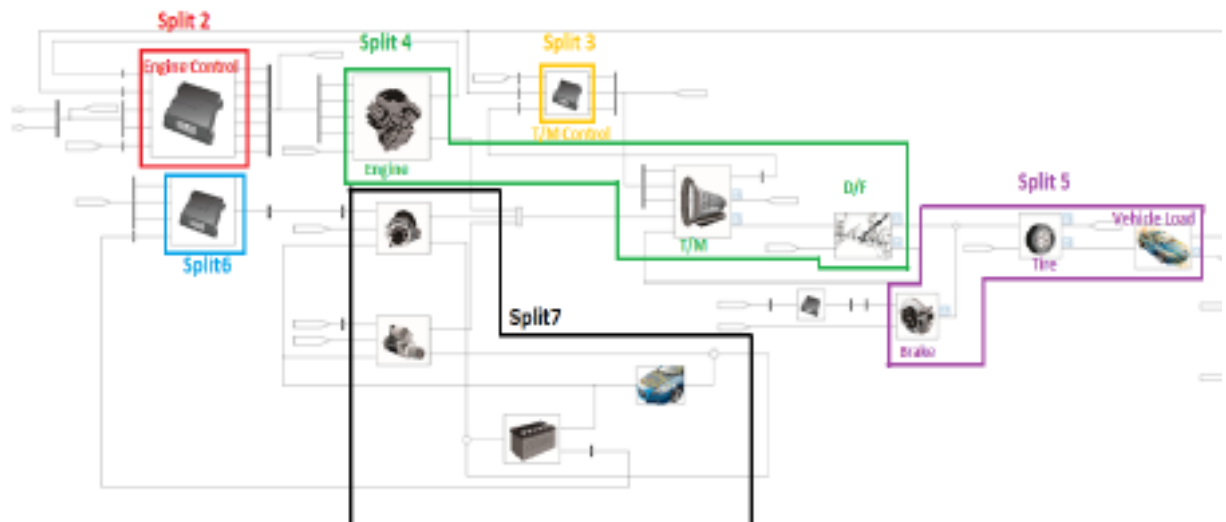 Split 2
Split 4
Split 3
Engine Control
T/M Control
Engine
D/F
Split 5
Vehicle Load
T/M
Tire
Split6
Split7
Brake